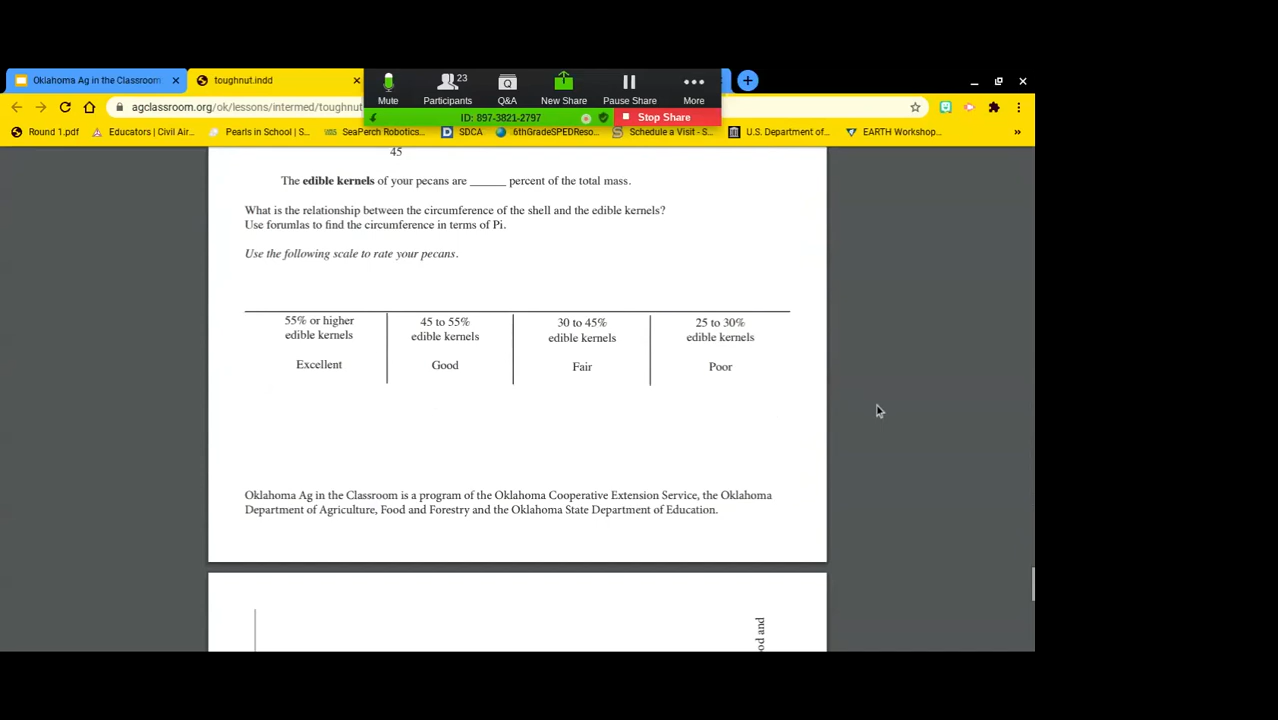 Oklahoma Ag in the Classroom
toughnut.indd
Mute
Participants
23
Q&A
New Share
Pause Share
More
agclassroom.org/ok/lessons/intermed/toughnut
ID: 897-3821-2797
Stop Share
Round 1.pdf
Educators | Civil Air...
Pearls in School | S...
SeaPerch Robotics...
SDCA
6thGradeSPEDReso...
Schedule a Visit - S...
U.S. Department of...
EARTH Workshop...
»
45
The edible kernels of your pecans are ______ percent of the total mass.
What is the relationship between the circumference of the shell and the edible kernels?
Use forumlas to find the circumference in terms of Pi.
Use the following scale to rate your pecans.
55% or higher
edible kernels
Excellent
45 to 55%
edible kernels
Good
30 to 45%
edible kernels
Fair
25 to 30%
edible kernels
Poor
Oklahoma Ag in the Classroom is a program of the Oklahoma Cooperative Extension Service, the Oklahoma
Department of Agriculture, Food and Forestry and the Oklahoma State Department of Education.
ood and